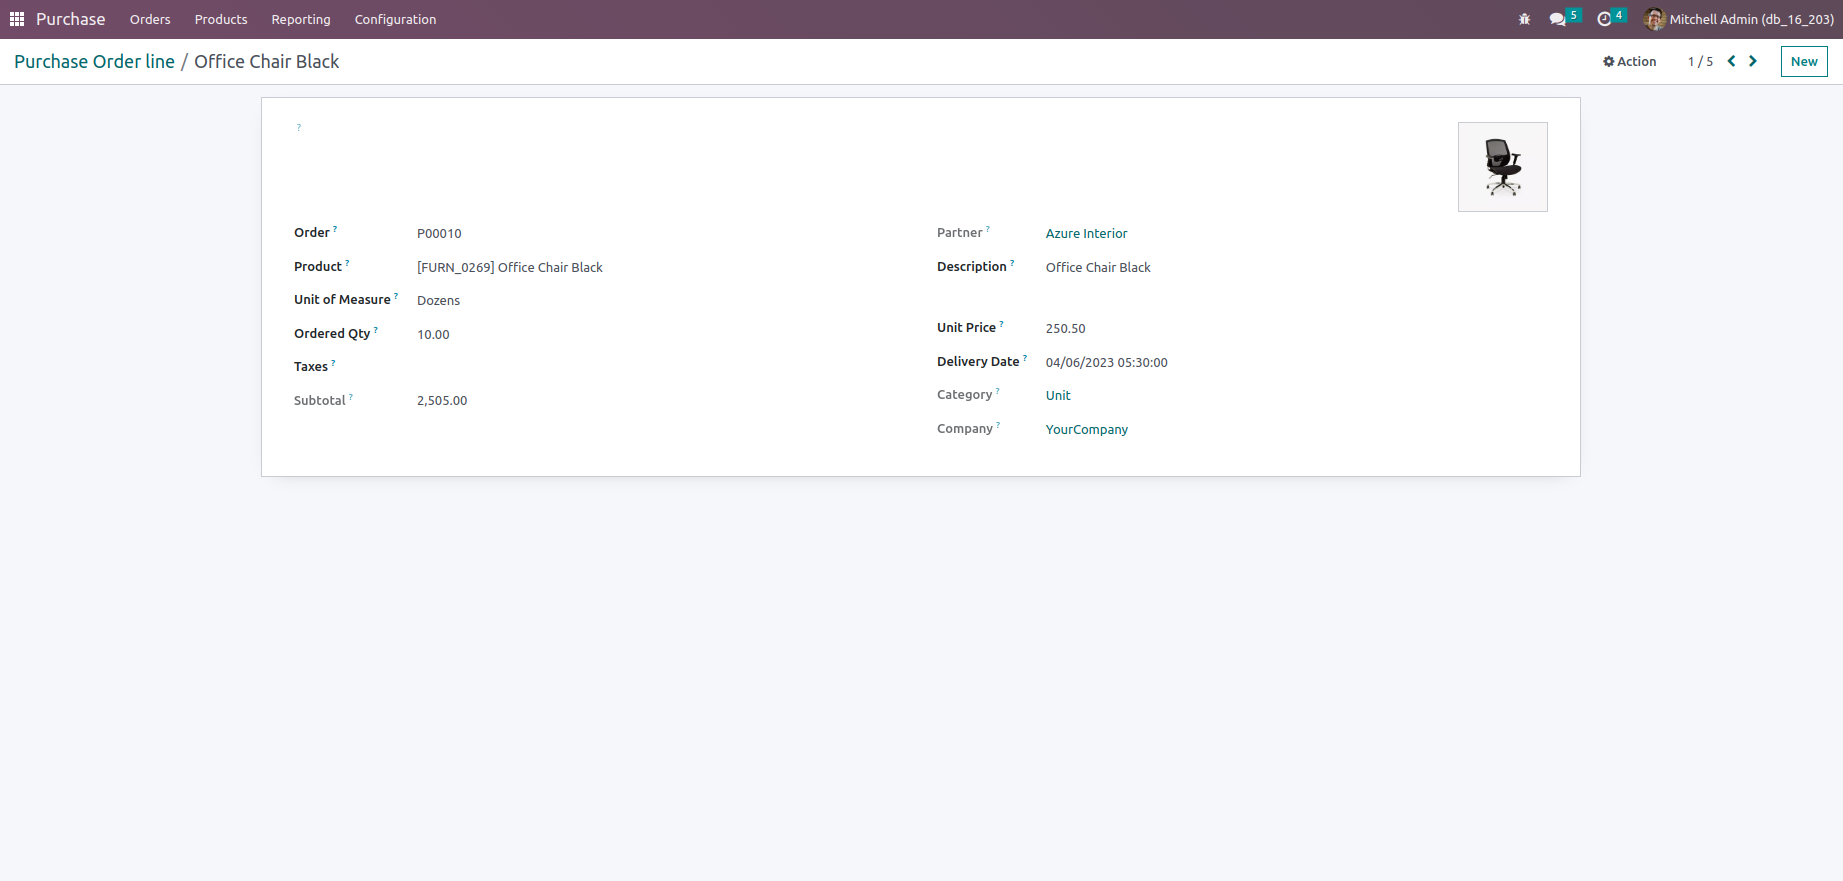 Purchase Orders Products Reporting Configuration 5 4 Mitchell Admin (db_16_203)
Purchase Order line / Office Chair Black Action 1 / 5 New
?
Order ? P00010 Partner ? Azure Interior
Product ? [FURN_0269] Office Chair Black Description ? Office Chair Black
Unit of Measure ? Dozens
Ordered Qty ? 10.00 Unit Price ? 250.50
Taxes ? Delivery Date ? 04/06/2023 05:30:00
Subtotal ? 2,505.00 Category ? Unit
Company ? YourCompany